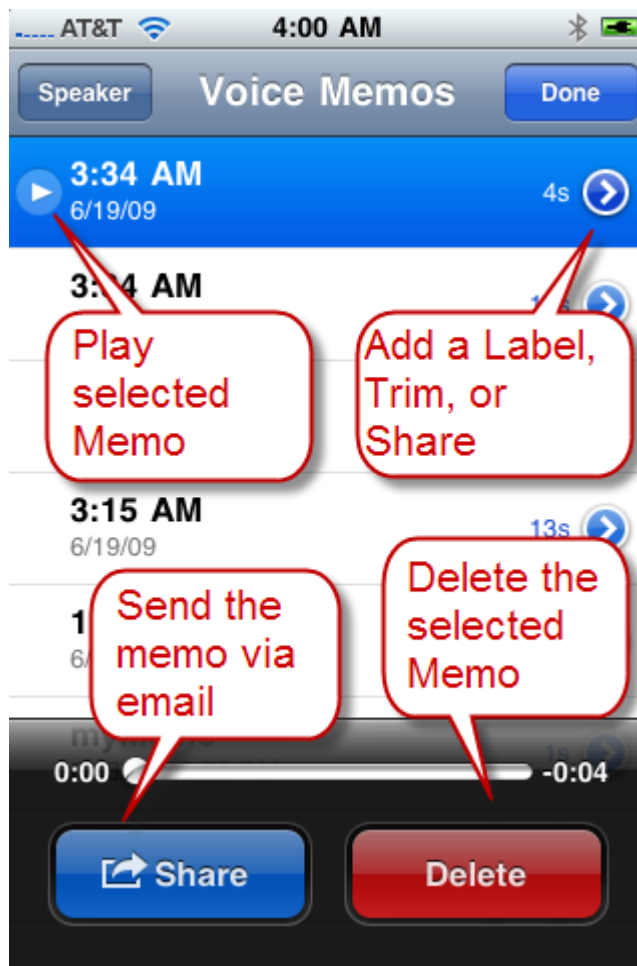 AT&T 4:00 AM
Speaker Voice Memos Done
3:34 AM
6/19/09 4s
AM
Play
selected
Memo
Add a Label,
Trim, or
Share
3:15 AM
6/19/09 13s
Send the
memo via
email
Delete the
selected
Memo
0:00 -0:04
1s
Share Delete